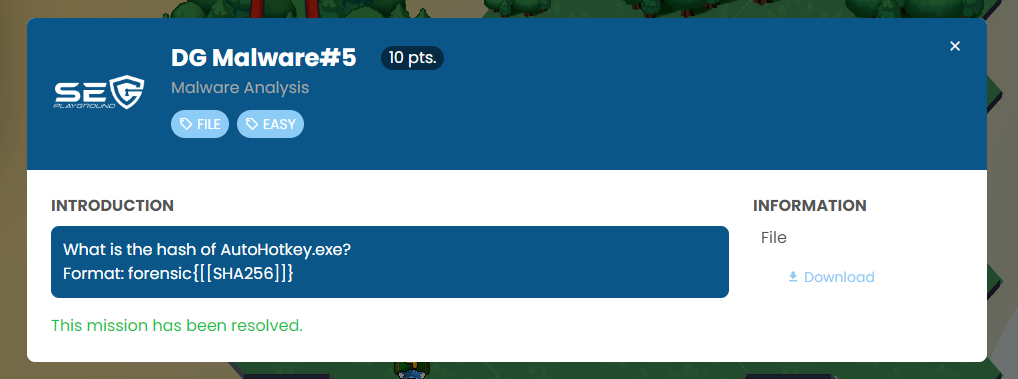 DG Malware#5 10 pts.
Malware Analysis
FILE EASY
SEC
PLAYGROUND
INTRODUCTION
What is the hash of AutoHotkey.exe?
Format: forensic{[[SHA256]]}
This mission has been resolved.
INFORMATION
File
Download